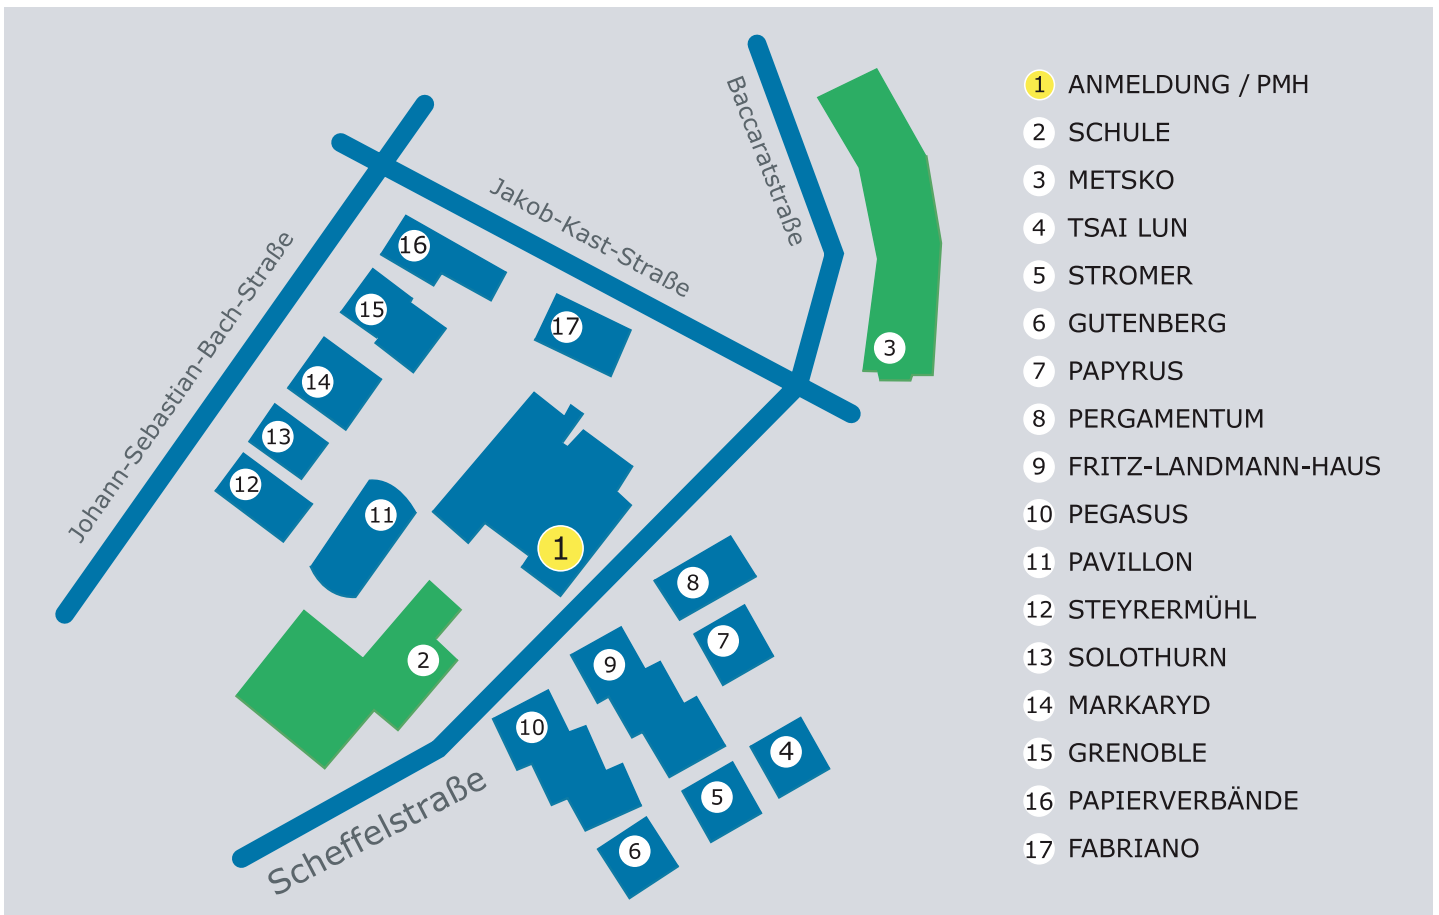 Johann-Sebastian-Bach-Straße
Jakob-Kast-Straße
Baccaratstraße
Scheffelstraße
16
15
17
14
13
12
11
1
3
2
8
7
9
10
4
5
6
1 ANMELDUNG / PMH
2 SCHULE
3 METSKO
4 TSAI LUN
5 STROMER
6 GUTENBERG
7 PAPYRUS
8 PERGAMENTUM
9 FRITZ-LANDMANN-HAUS
10 PEGASUS
11 PAVILLON
12 STEYRERMÜHL
13 SOLOTHURN
14 MARKARYD
15 GRENOBLE
16 PAPIERVERBÄNDE
17 FABRIANO